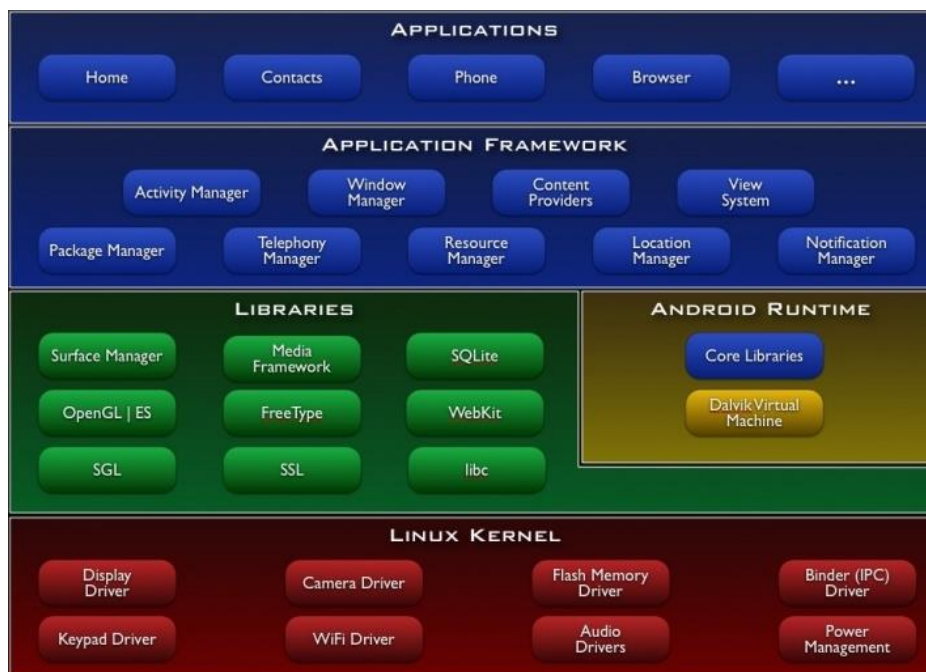 APPLICATIONS
Home
Contacts
Phone
Browser
...
APPLICATION FRAMEWORK
Activity Manager
Window
Manager
Content
Providers
View
System
Package Manager
Telephony
Manager
Resource
Manager
Location
Manager
Notification
Manager
LIBRARIES
Surface Manager
Media
Framework
SQLite
OpenGL | ES
FreeType
WebKit
SGL
SSL
libc
ANDROID RUNTIME
Core Libraries
Dalvik Virtual
Machine
LINUX KERNEL
Display
Driver
Camera Driver
Flash Memory
Driver
Binder (IPC)
Driver
Keypad Driver
WiFi Driver
Audio
Drivers
Power
Management